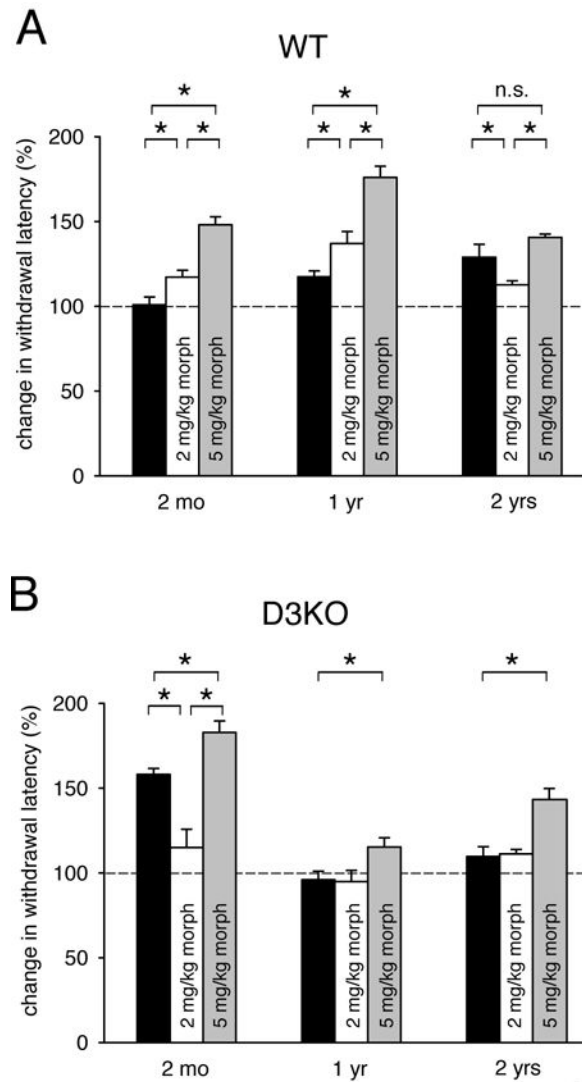 A
WT
change in withdrawal latency (%)
200
150
100
50
0
* * *
* * * * n.s. * *
2 mg/kg morph
5 mg/kg morph
2 mg/kg morph
5 mg/kg morph
2 mg/kg morph
5 mg/kg morph
2 mo
1 yr
2 yrs
B
D3KO
change in withdrawal latency (%)
200
150
100
50
0
* * *
* *
2 mg/kg morph
5 mg/kg morph
2 mg/kg morph
5 mg/kg morph
2 mg/kg morph
5 mg/kg morph
2 mo
1 yr
2 yrs